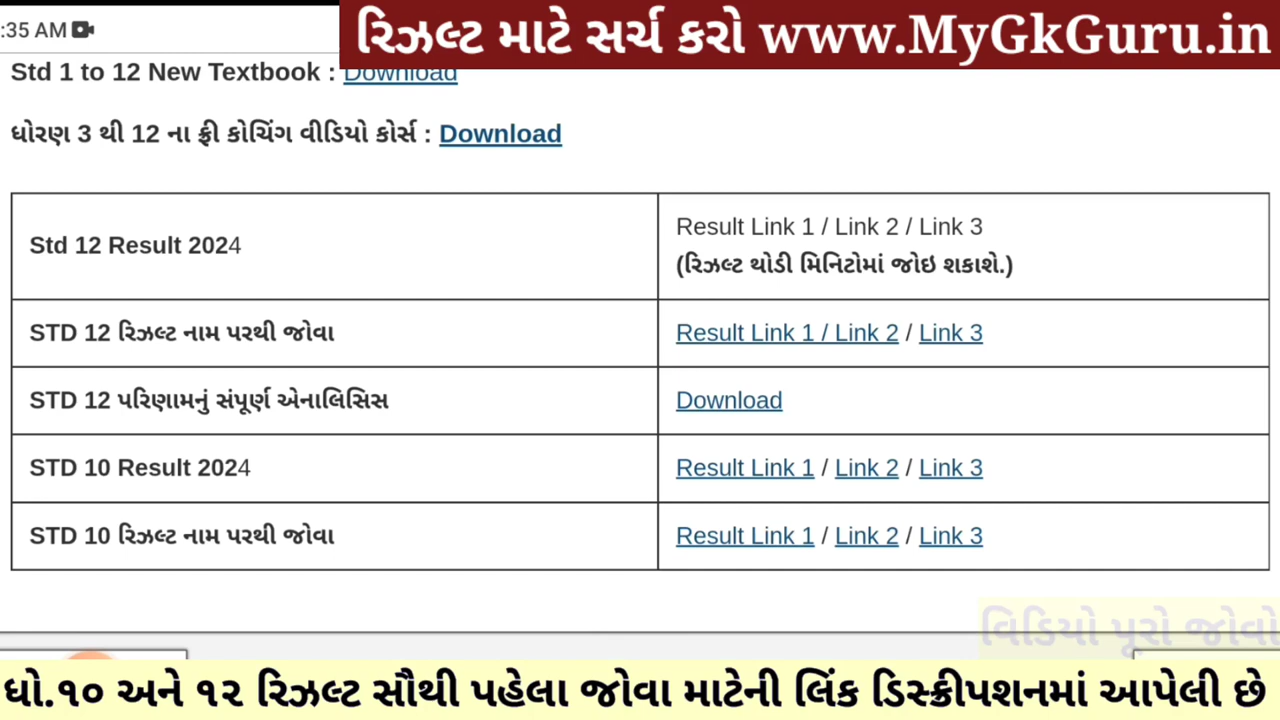 :35 AM
રિઝલ્ટ માટે સર્ચ કરો www.MyGkGuru.in
Std 1 to 12 New Textbook : Download
ધોરણ 3 થી 12 ના ફ્રી કોચિંગ વીડિયો કોર્સ : Download
Std 12 Result 2024
Result Link 1 / Link 2 / Link 3
(રિઝલ્ટ થોડી મિનિટોમાં જોઇ શકાશે.)
STD 12 રિઝલ્ટ નામ પરથી જોવા
Result Link 1 / Link 2 / Link 3
STD 12 પરિણામનું સંપૂર્ણ એનાલિસિસ
Download
STD 10 Result 2024
Result Link 1 / Link 2 / Link 3
STD 10 રિઝલ્ટ નામ પરથી જોવા
Result Link 1 / Link 2 / Link 3
વિડિયો પૂરો જોવો
ધો.૧૦ અને ૧૨ રિઝલ્ટ સૌથી પહેલા જોવા માટેની લિંક ડિસ્ક્રીપશનમાં આપેલી છે